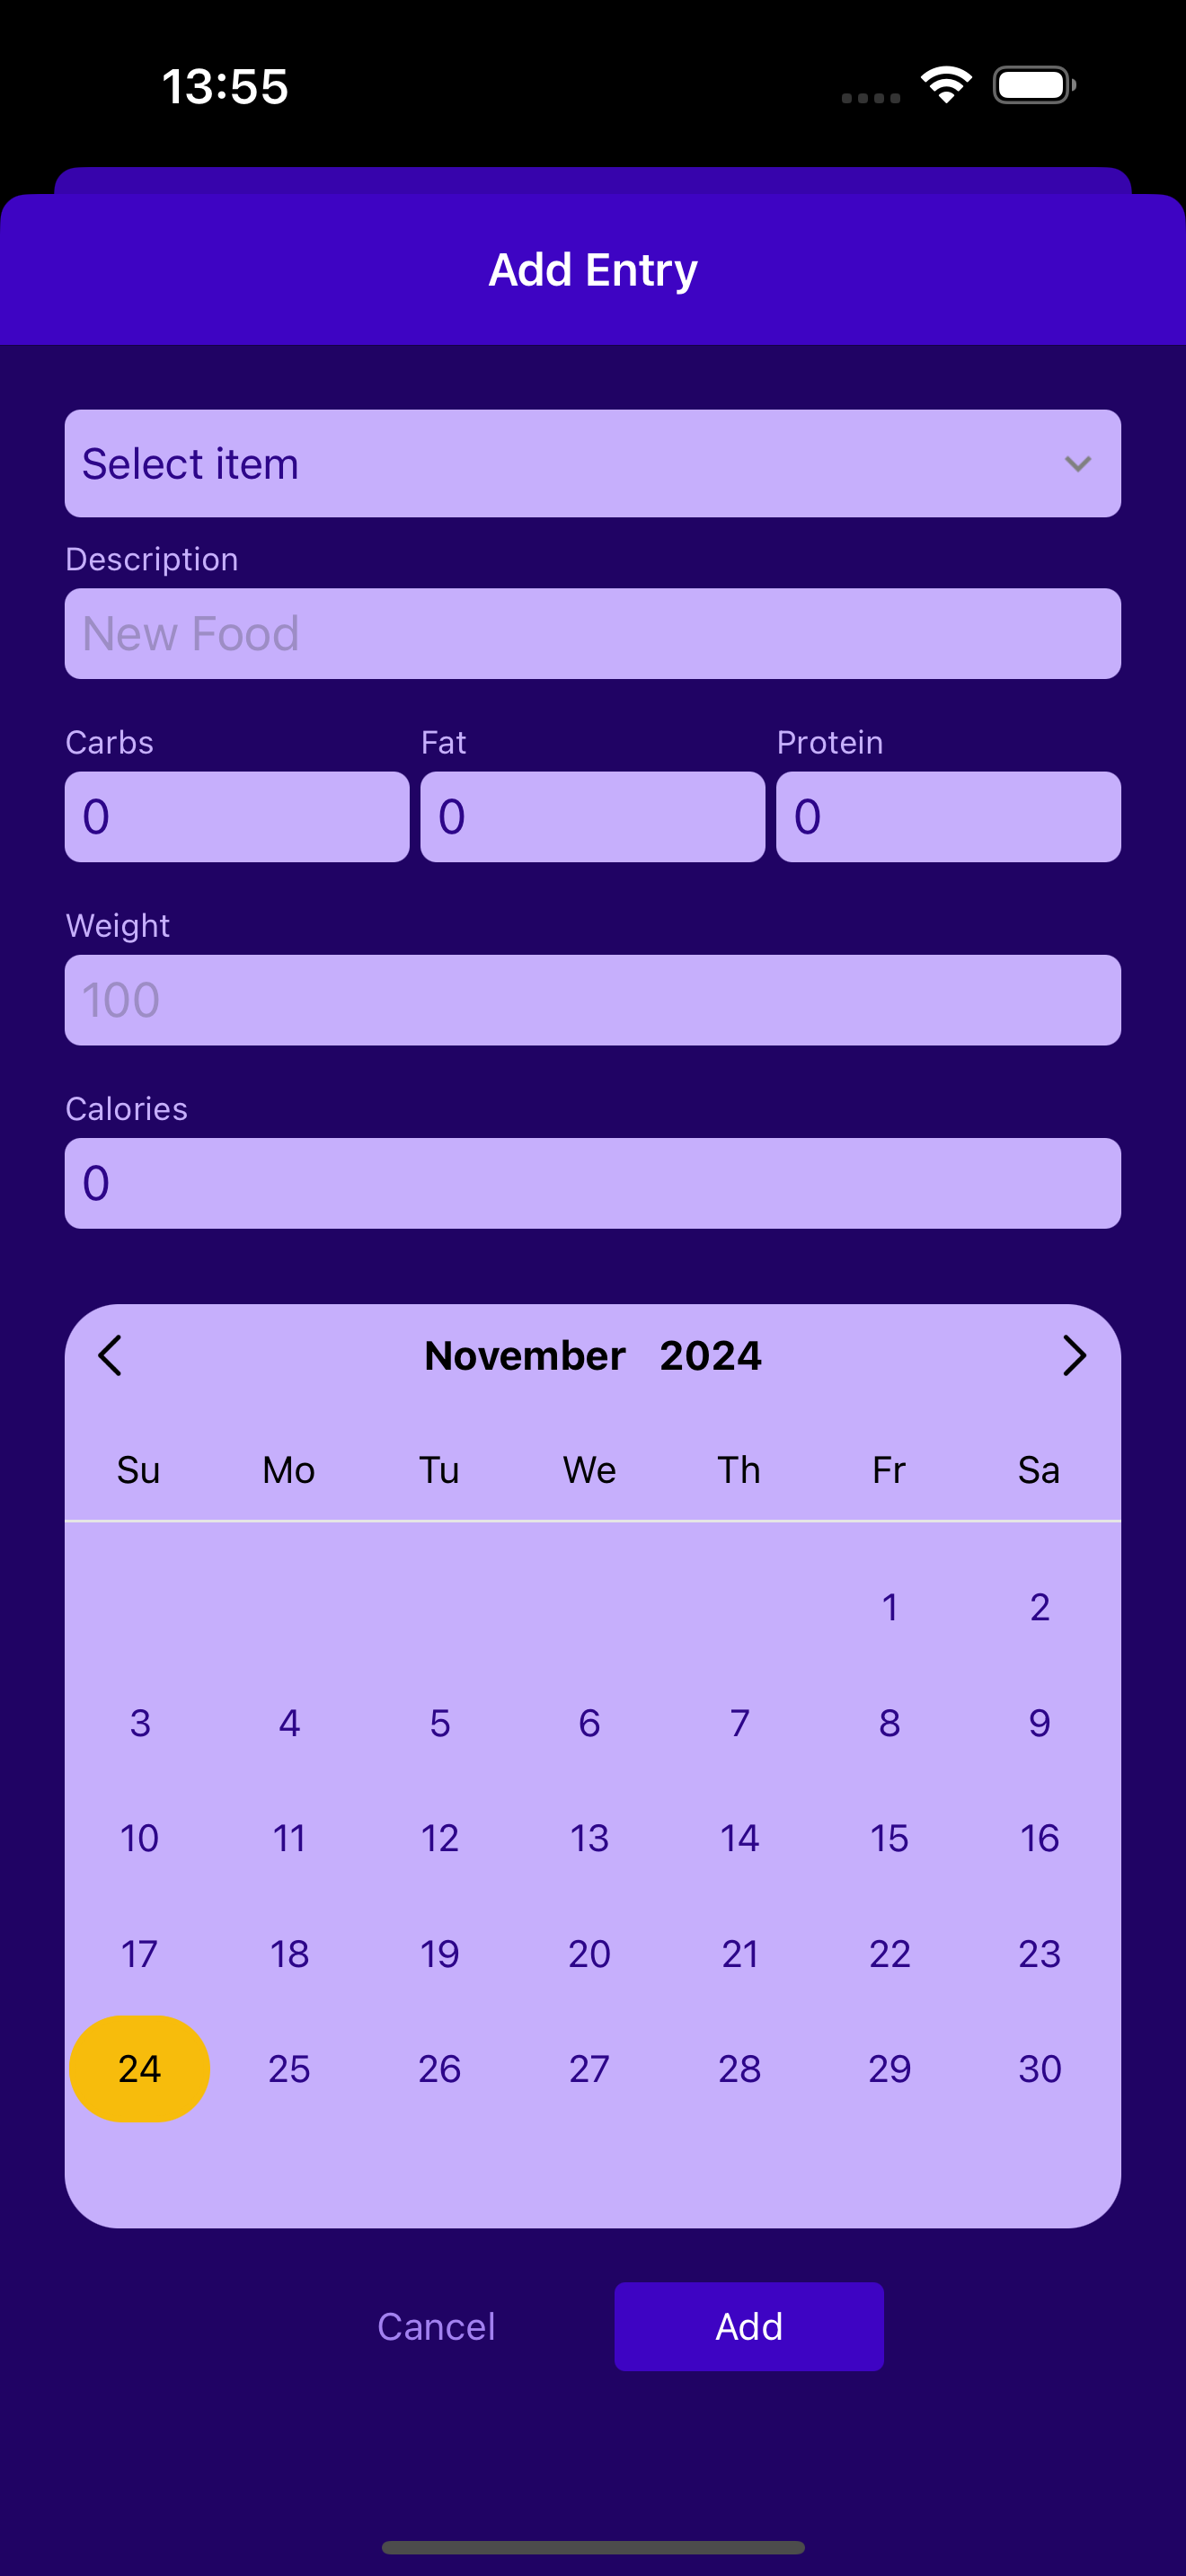 13:55
Add Entry
Select item
Description
New Food
Carbs Fat Protein
0 0 0
Weight
100
Calories
0
November 2024
Su Mo Tu We Th Fr Sa
1 2
3 4 5 6 7 8 9
10 11 12 13 14 15 16
17 18 19 20 21 22 23
24 25 26 27 28 29 30
Cancel Add